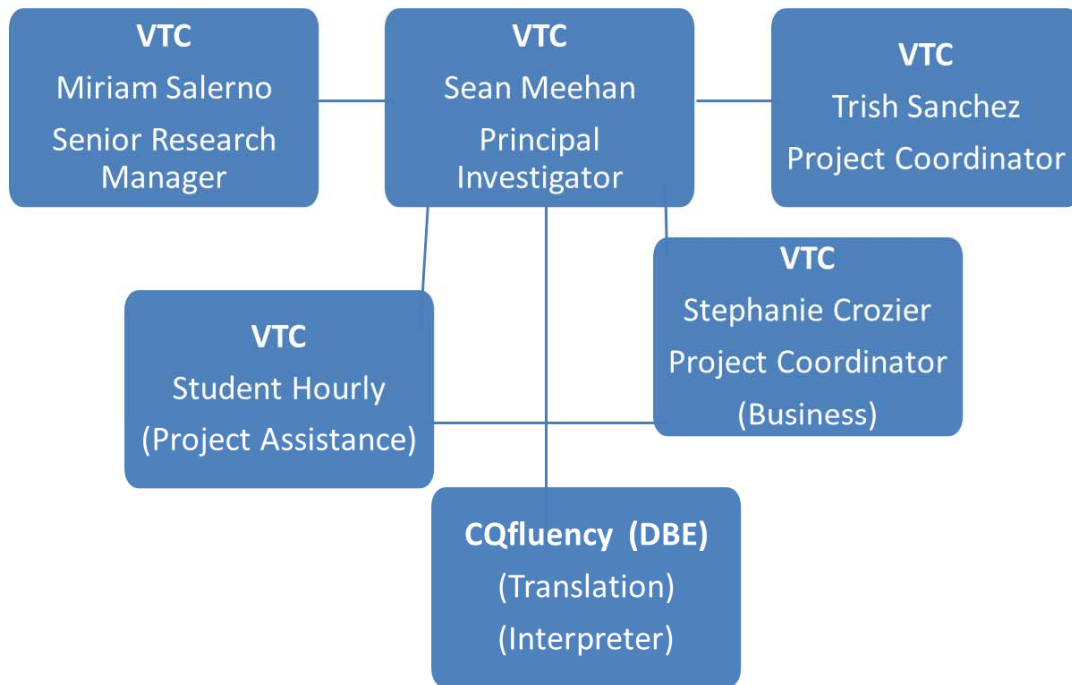 VTC
Miriam Salerno
Senior Research
Manager
VTC
Sean Meehan
Principal
Investigator
VTC
Trish Sanchez
Project Coordinator
VTC
Student Hourly
(Project Assistance)
VTC
Stephanie Crozier
Project Coordinator
(Business)
CQfluency (DBE)
(Translation)
(Interpreter)